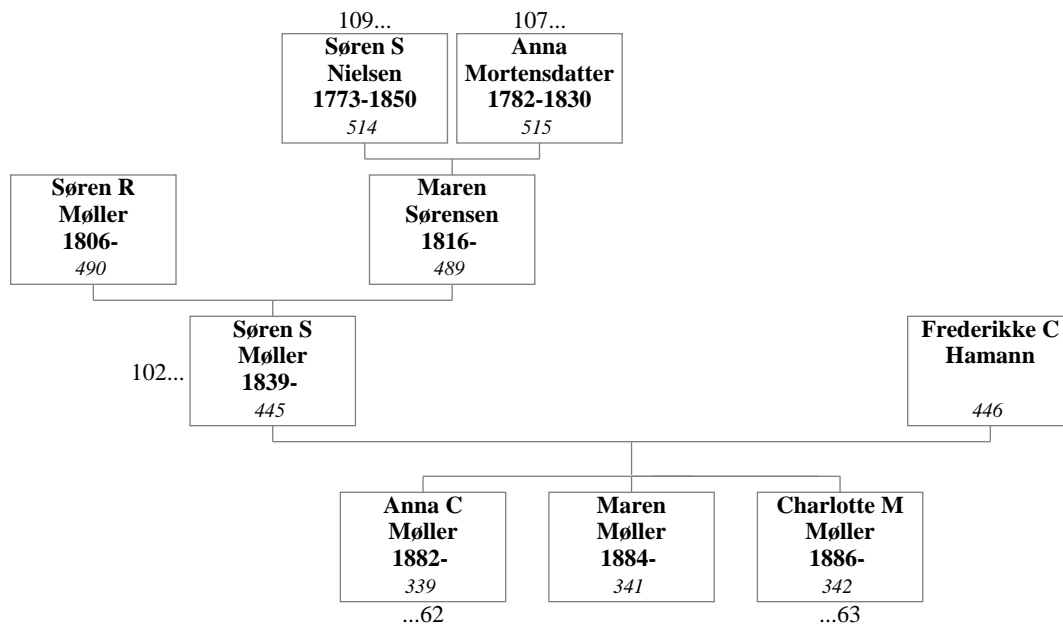 109...
Søren S
Nielsen
1773-1850
514
107...
Anna
Mortensdatter
1782-1830
515
Søren R
Møller
1806-
490
Maren
Sørensen
1816-
489
102...
Søren S
Møller
1839-
445
Frederikke C
Hamann
446
Anna C
Møller
1882-
339
...62
Maren
Møller
1884-
341
Charlotte M
Møller
1886-
342
...63